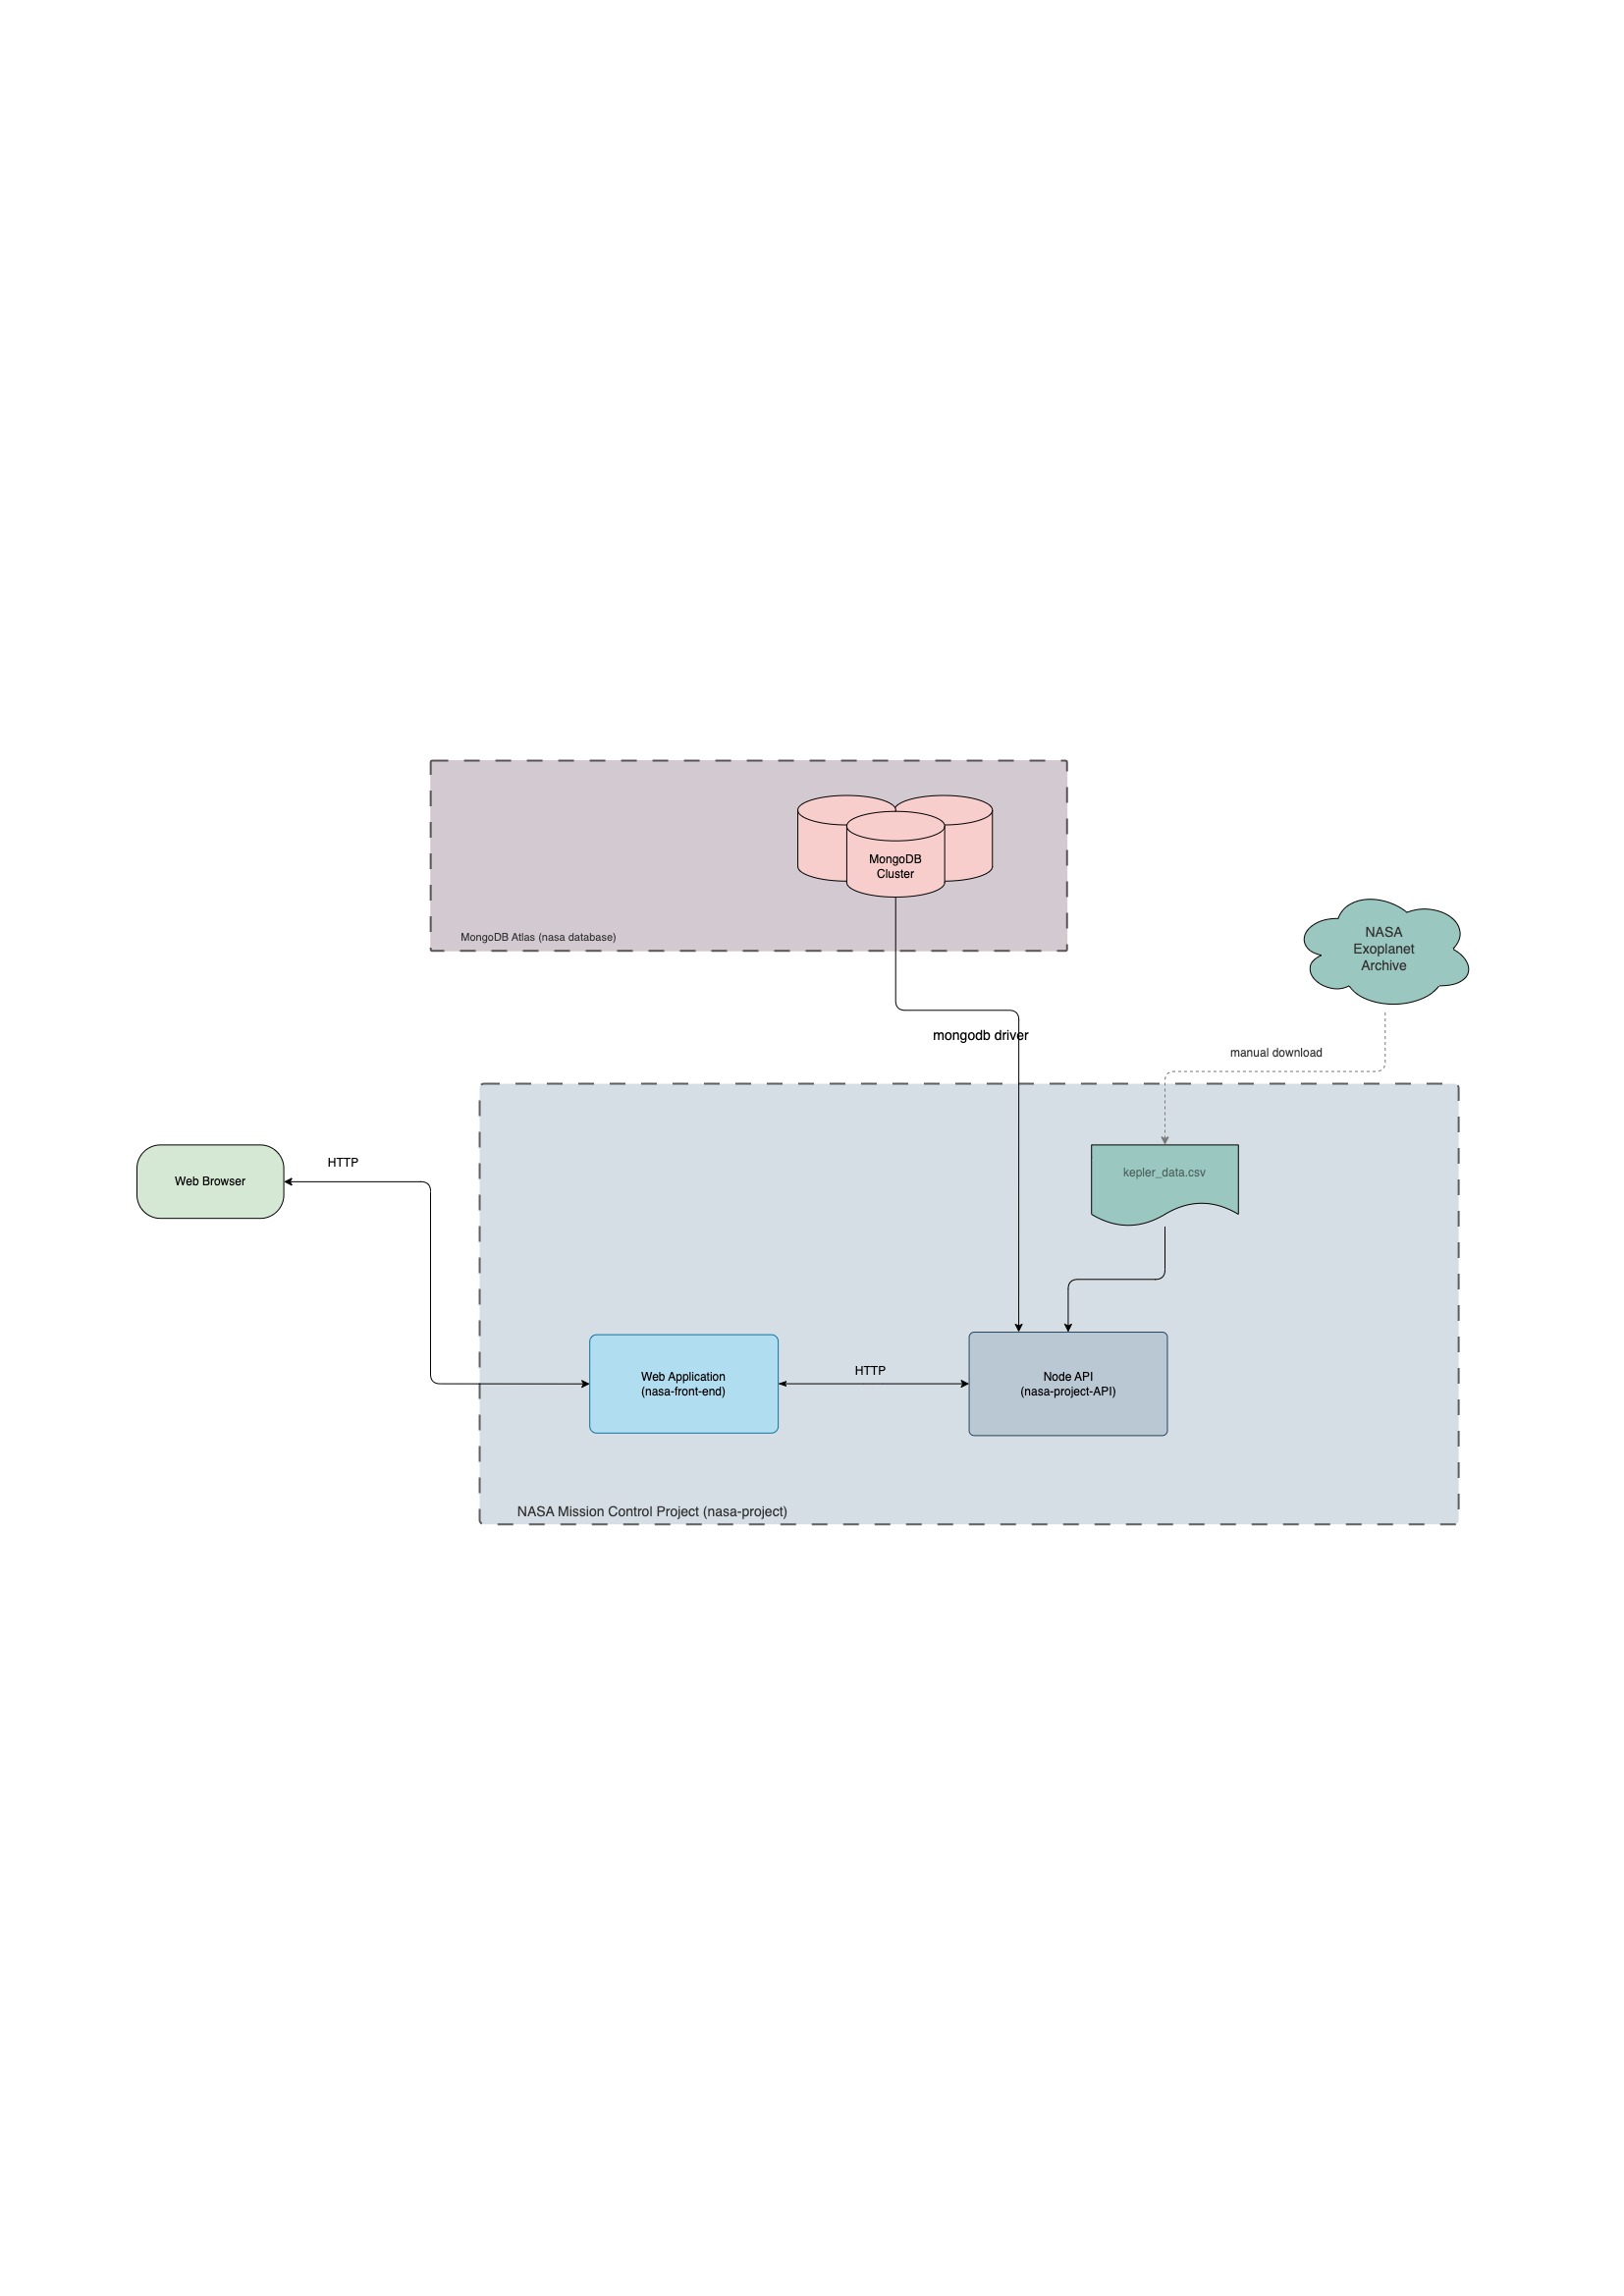 MongoDB
Cluster
MongoDB Atlas (nasa database)
NASA
Exoplanet
Archive
mongodb driver
manual download
HTTP
Web Browser
kepler_data.csv
Web Application
(nasa-front-end)
HTTP
Node API
(nasa-project-API)
NASA Mission Control Project (nasa-project)